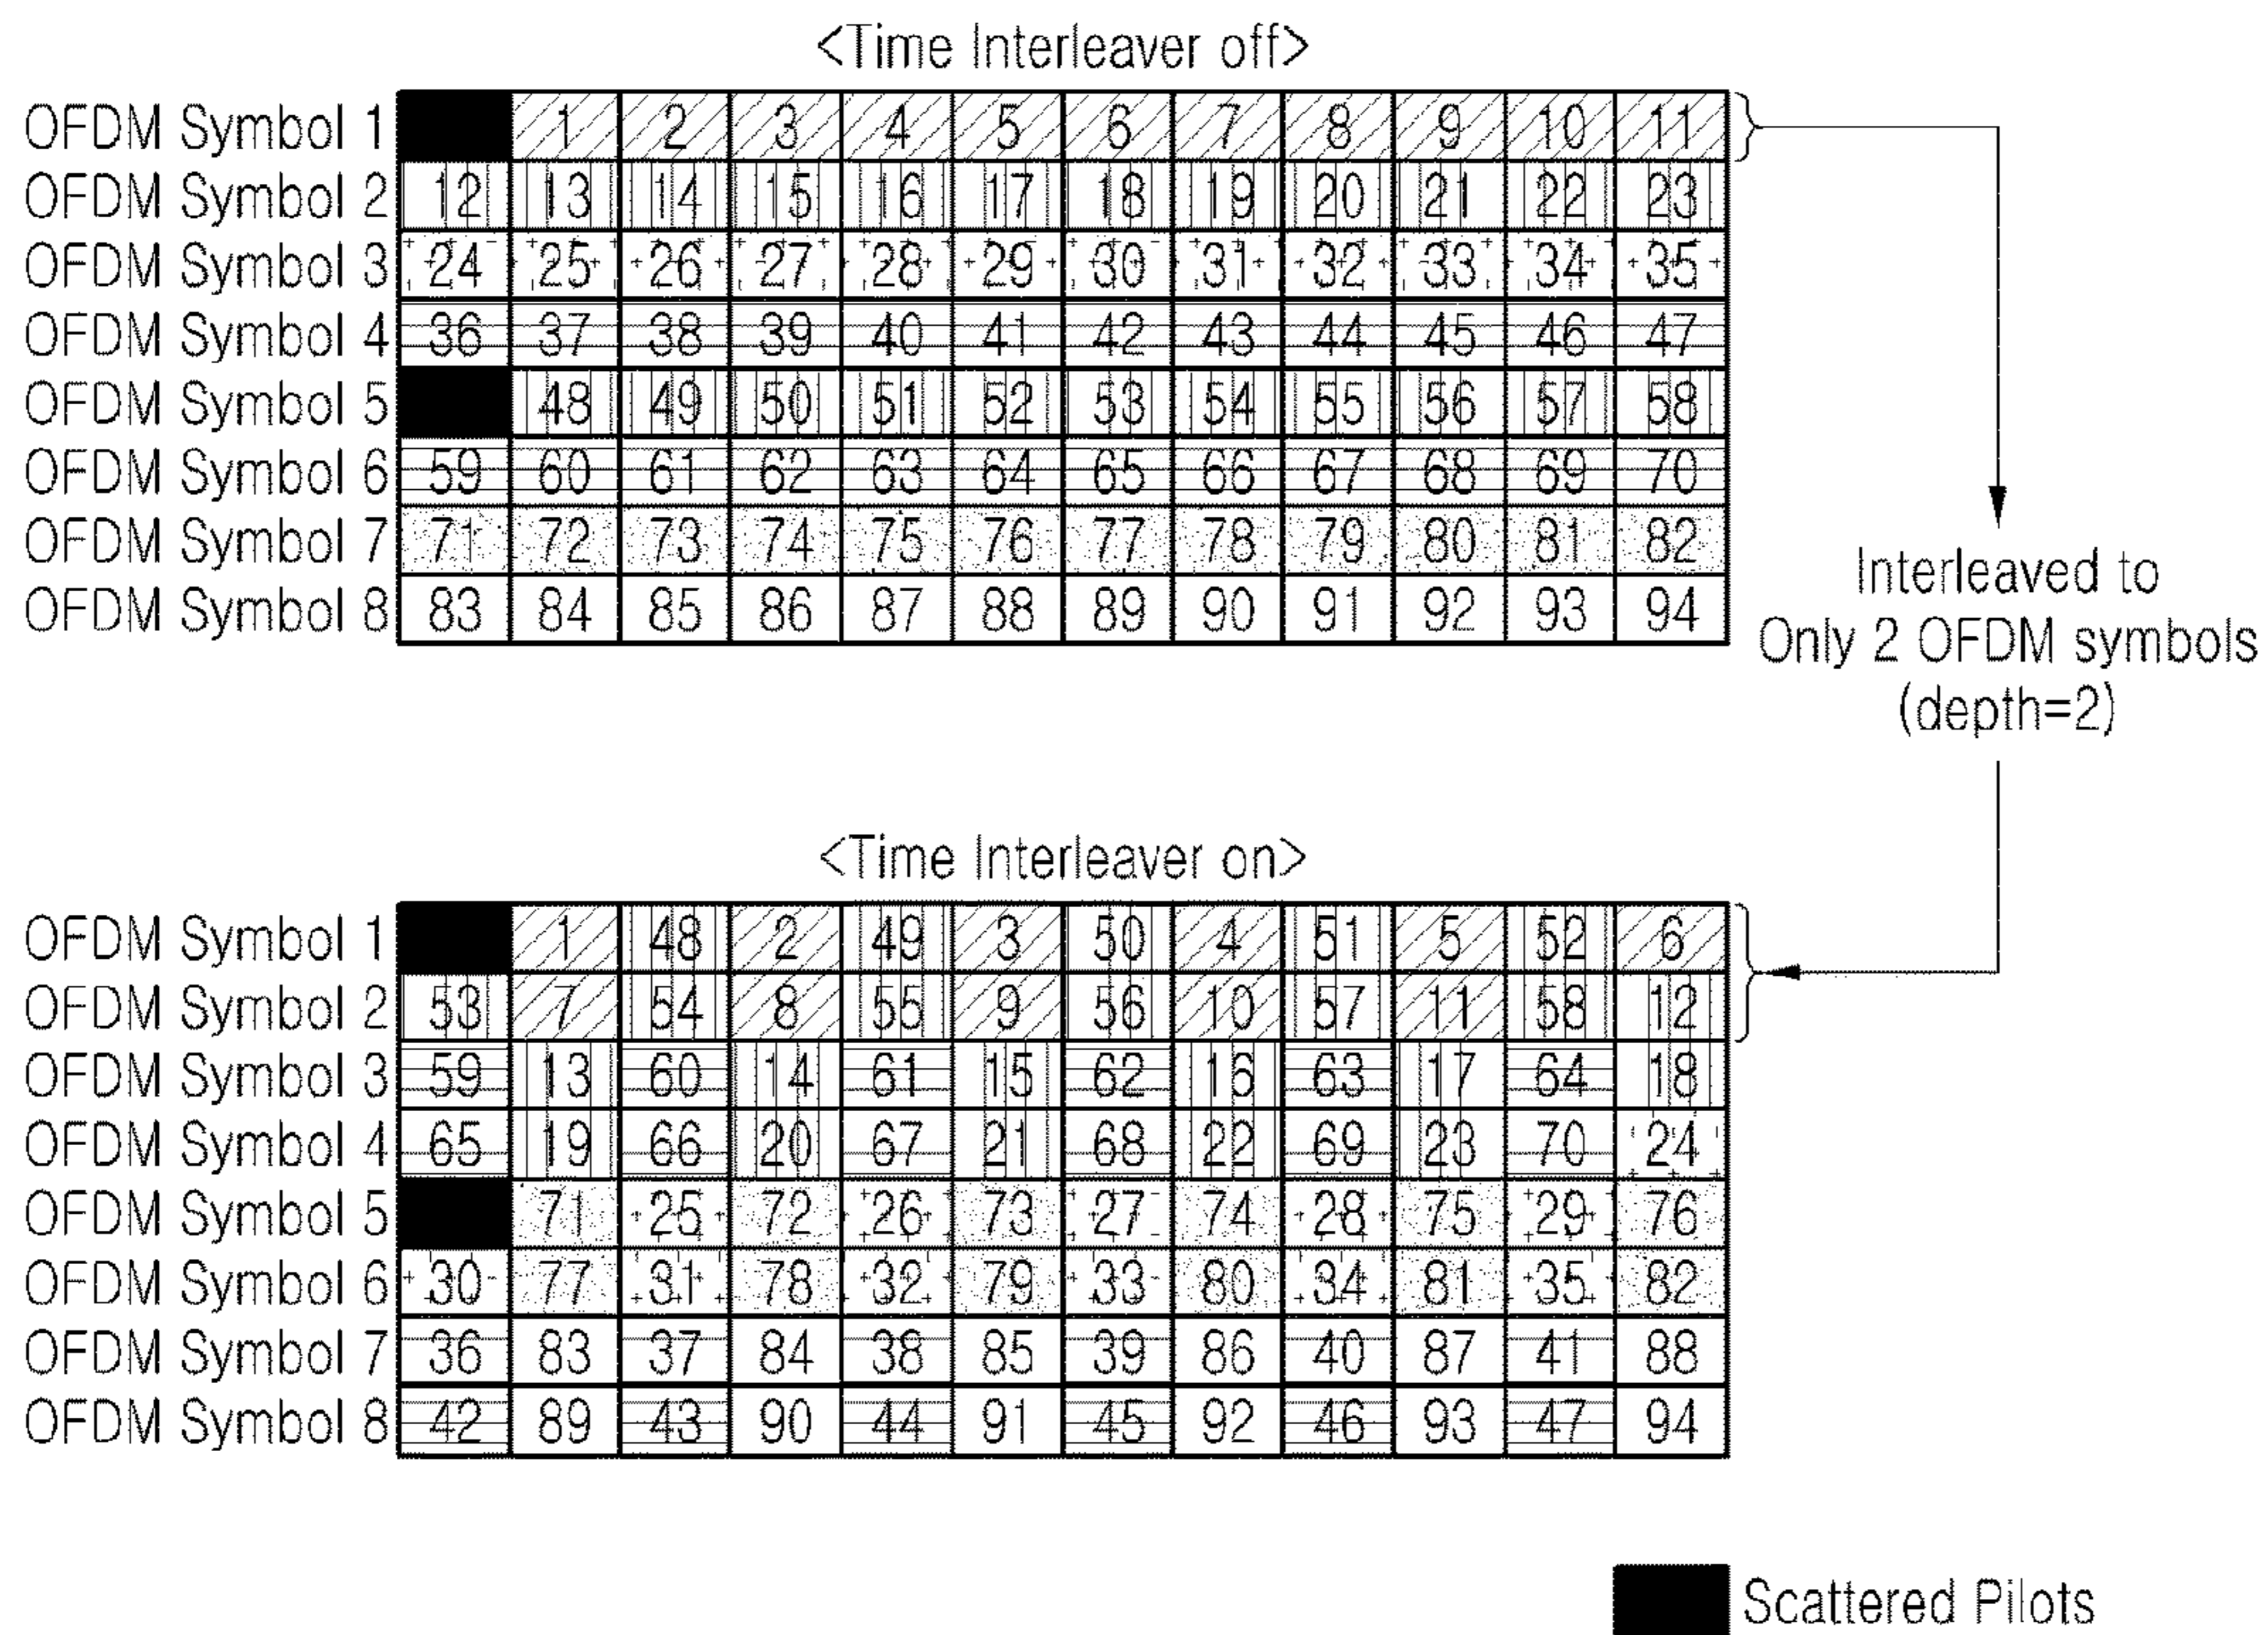 <Time Interleaver off>
OFDM Symbol 1 1 2 3 4 5 6 7 8 9 10 11
OFDM Symbol 2 12 13 14 15 16 17 18 19 20 21 22 23
OFDM Symbol 3 24 25 26 27 28 29 30 31 32 33 34 35
OFDM Symbol 4 36 37 38 39 40 41 42 43 44 45 46 47
OFDM Symbol 5 48 49 50 51 52 53 54 55 56 57 58
OFDM Symbol 6 59 60 61 62 63 64 65 66 67 68 69 70
OFDM Symbol 7 71 72 73 74 75 76 77 78 79 80 81 82
OFDM Symbol 8 83 84 85 86 87 88 89 90 91 92 93 94
Interleaved to
Only 2 OFDM symbols
(depth=2)
<Time Interleaver on>
OFDM Symbol 1 1 48 2 49 3 50 4 51 5 52 6
OFDM Symbol 2 53 7 54 8 55 9 56 10 57 11 58 12
OFDM Symbol 3 59 13 60 14 61 15 62 16 63 17 64 18
OFDM Symbol 4 65 19 66 20 67 21 68 22 69 23 70 24
OFDM Symbol 5 71 25 72 26 73 27 74 28 75 29 76
OFDM Symbol 6 30 77 31 78 32 79 33 80 34 81 35 82
OFDM Symbol 7 36 83 37 84 38 85 39 86 40 87 41 88
OFDM Symbol 8 42 89 43 90 44 91 45 92 46 93 47 94
Scattered Pilots